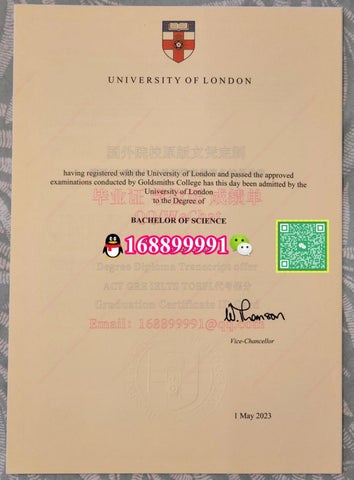 UNIVERSITY OF LONDON
国外院校原版文凭定制
having registered with the University of London and passed the approved
examinations conducted by Goldsmiths College has this day been admitted by the
University of London
to the Degree of
毕业证 成绩单
QQ/WeChat
BACHELOR OF SCIENCE
168899991
Degree Diploma Transcript offer
ACT GRE IELTS TOEFL代考保分
Graduation Certificate
Email: 168899991@qq.com
W. Thomson
Vice-Chancellor
1 May 2023